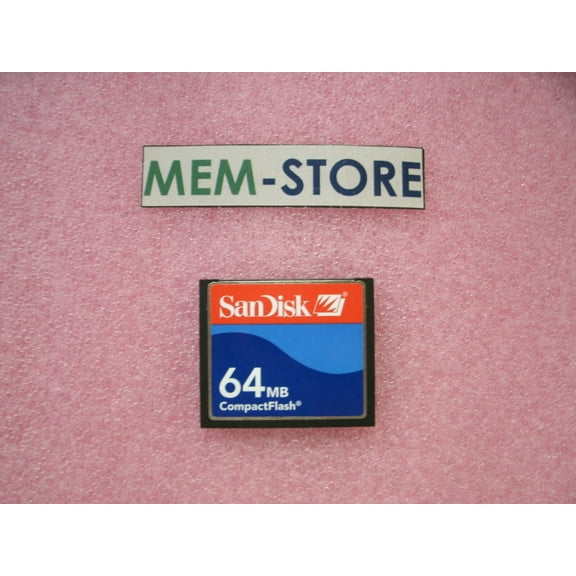 MEM-STORE
SanDisk®
64MB
CompactFlash®